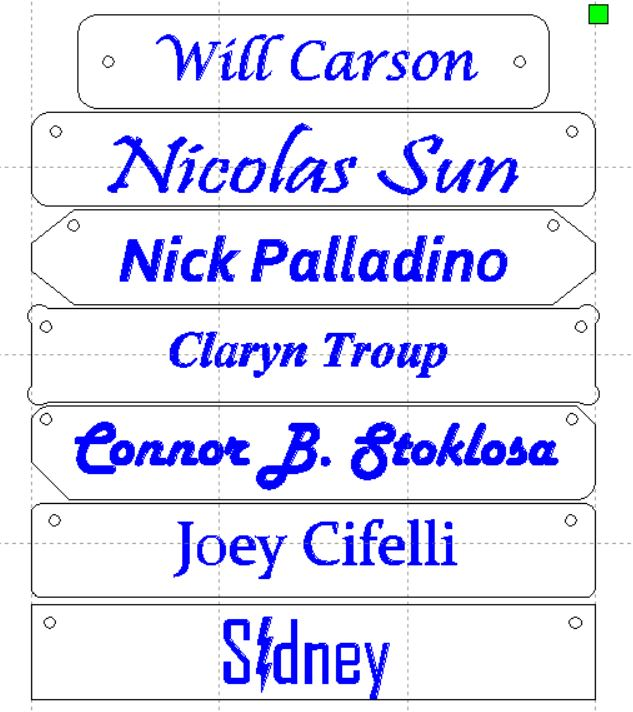 Will Carson
Nicolas Sun
Nick Palladino
Claryn Troup
Connor B. Stoklosa
Joey Cifelli
Sidney